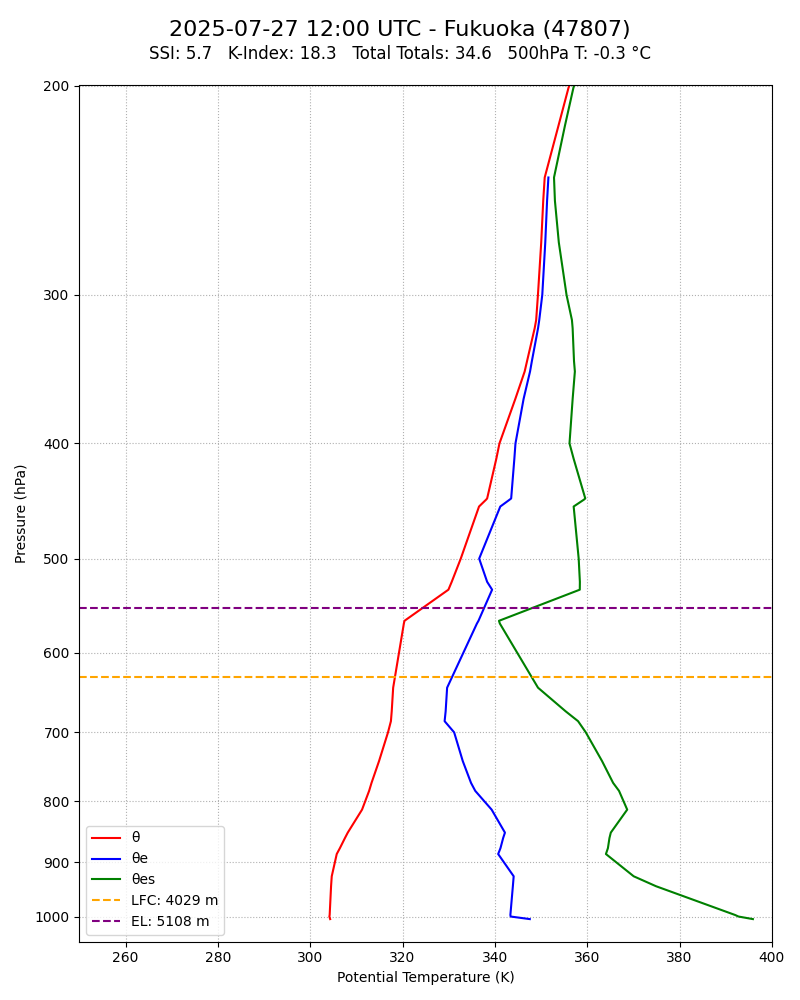 2025-07-27 12:00 UTC - Fukuoka (47807)
SSI: 5.7 K-Index: 18.3 Total Totals: 34.6 500hPa T: -0.3 °C
200
300
400
500
600
700
800
900
1000
Pressure (hPa)
θ
θe
θes
LFC: 4029 m
EL: 5108 m
260 280 300 320 340 360 380 400
Potential Temperature (K)